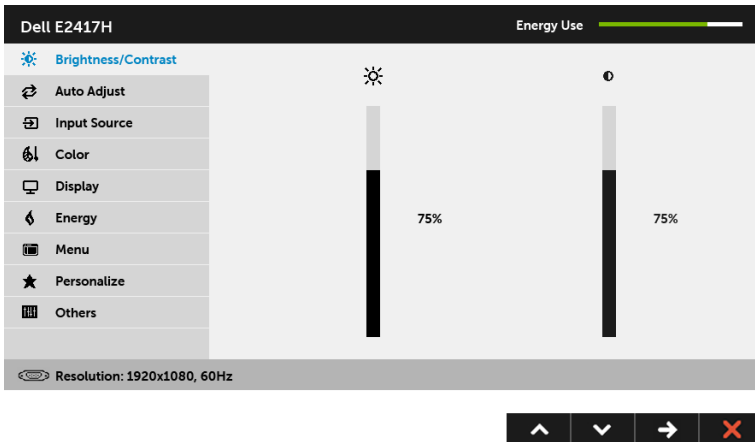 Dell E2417H
Energy Use
Brightness/Contrast
Auto Adjust
Input Source
Color
Display
Energy
Menu
Personalize
Others
75%
75%
Resolution: 1920x1080, 60Hz